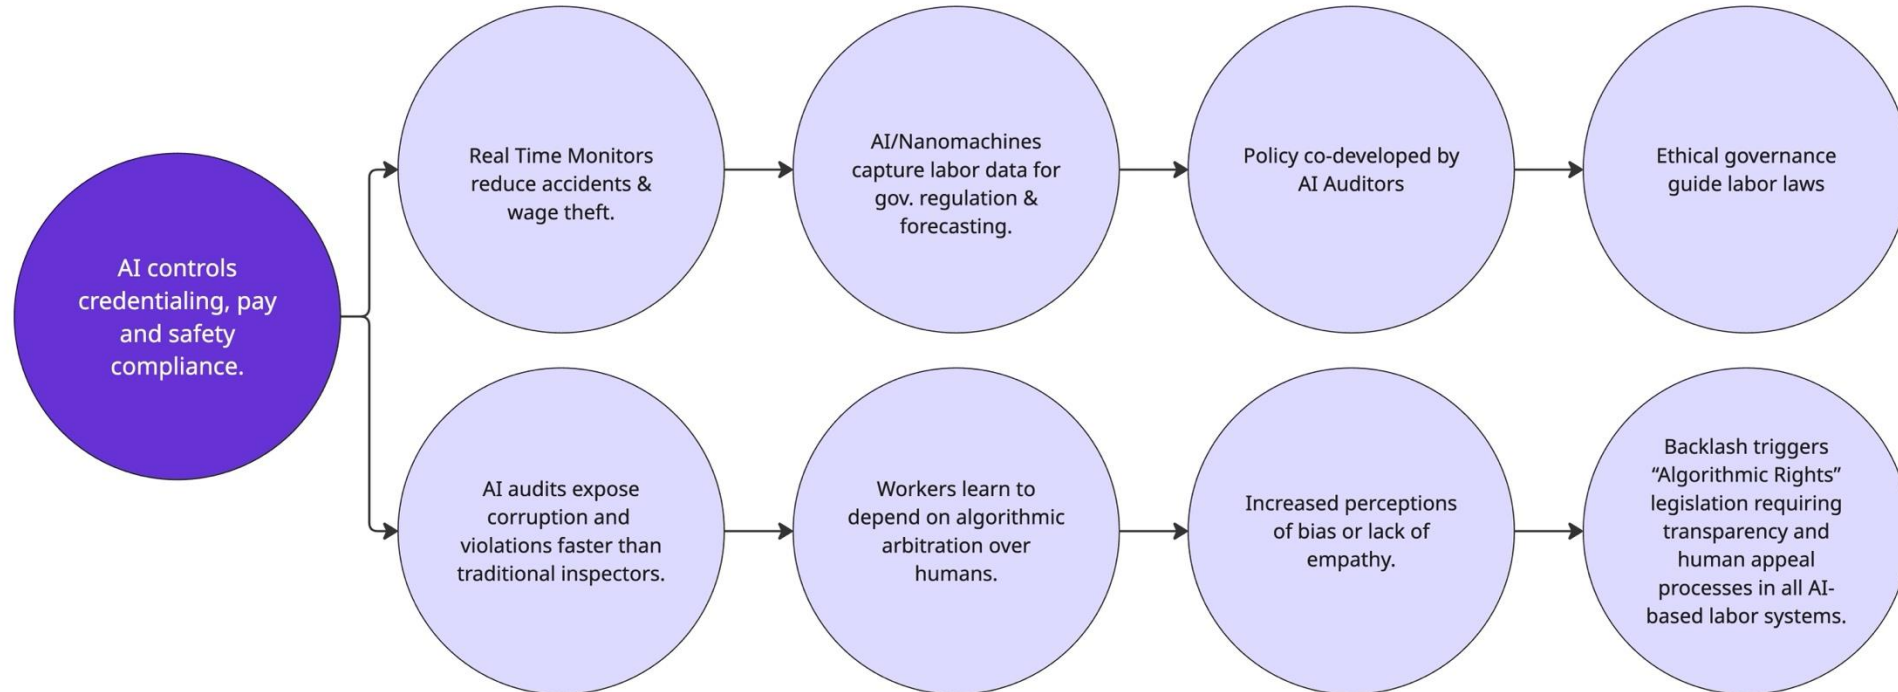 AI controls
credentialing, pay
and safety
compliance.
Real Time Monitors
reduce accidents &
wage theft.
AI/Nanomachines
capture labor data for
gov. regulation &
forecasting.
Policy co-developed by
AI Auditors
Ethical governance
guide labor laws
AI audits expose
corruption and
violations faster than
traditional inspectors.
Workers learn to
depend on algorithmic
arbitration over
humans.
Increased perceptions
of bias or lack of
empathy.
Backlash triggers
“Algorithmic Rights”
legislation requiring
transparency and
human appeal
processes in all AI-
based labor systems.